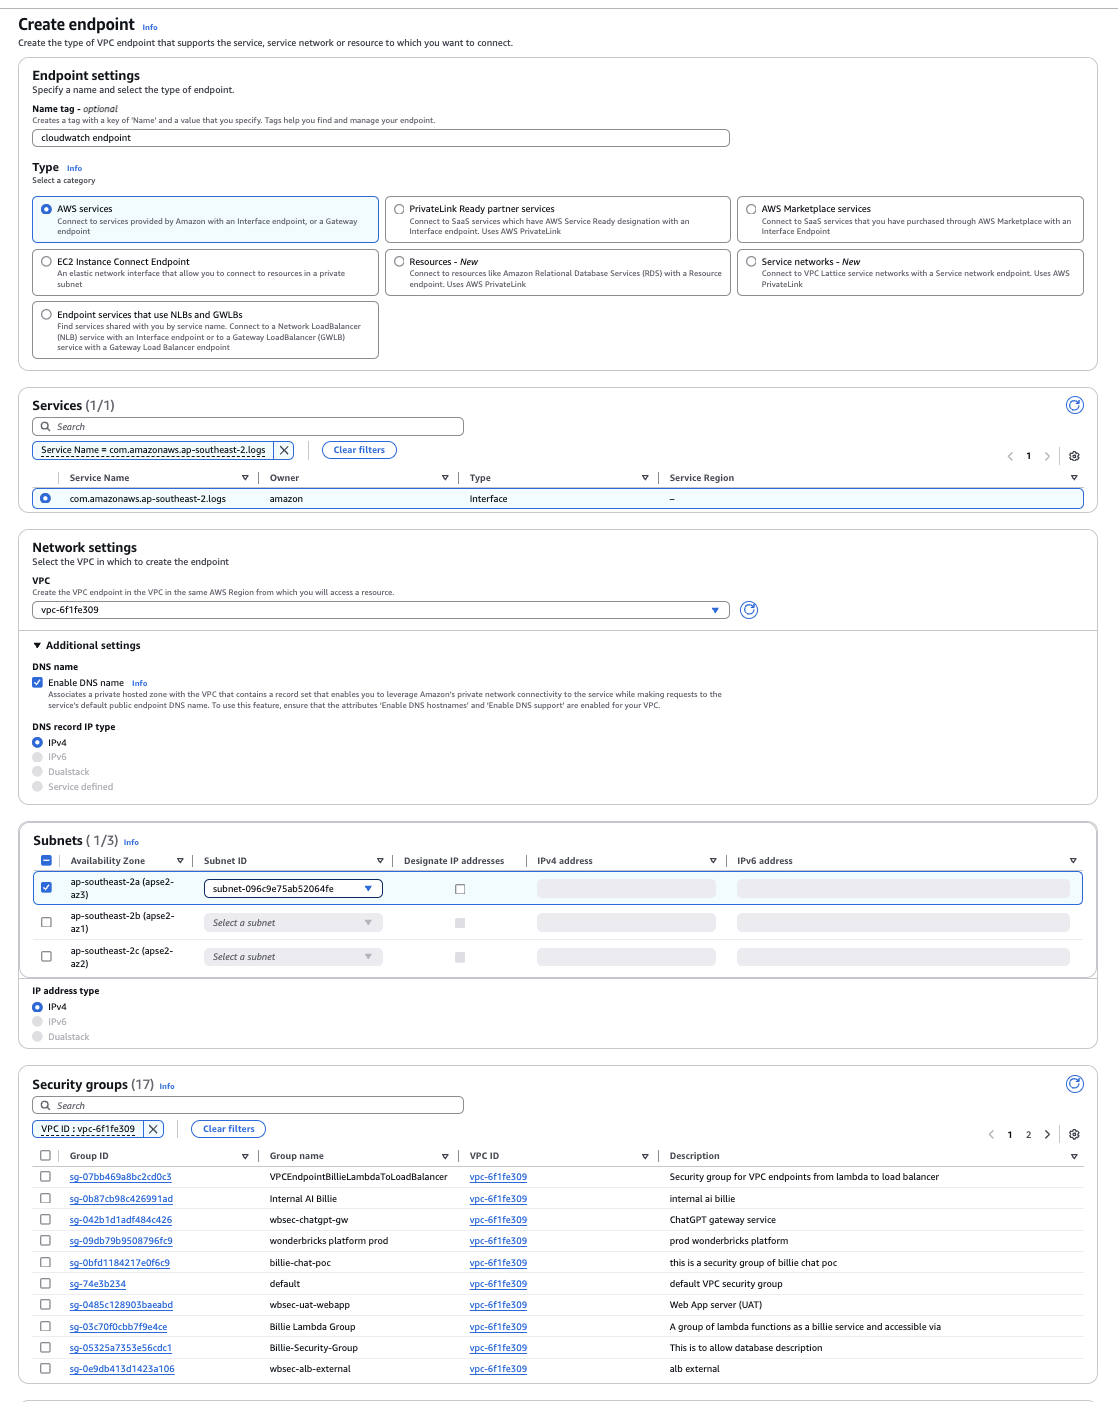 Create endpoint Info
Create the type of VPC endpoint that supports the service, service network or resource to which you want to connect.
Endpoint settings
Specify a name and select the type of endpoint.
Name tag - optional
Creates a tag with a key of 'Name' and a value that you specify. Tags help you find and manage your endpoint.
cloudwatch endpoint
Type Info
Select a category
AWS services
Connect to services provided by Amazon with an Interface endpoint, or a Gateway
endpoint
PrivateLink Ready partner services
Connect to SaaS services which have AWS Service Ready designation with an
Interface endpoint. Uses AWS PrivateLink
AWS Marketplace services
Connect to SaaS services that you have purchased through AWS Marketplace with an
Interface Endpoint
EC2 Instance Connect Endpoint
An elastic network interface that allow you to connect to resources in a private
subnet
Resources - New
Connect to resources like Amazon Relational Database Services (RDS) with a Resource
endpoint. Uses AWS PrivateLink
Service networks - New
Connect to VPC Lattice service networks with a Service network endpoint. Uses AWS
PrivateLink
Endpoint services that use NLBs and GWLBs
Find services shared with you by service name. Connect to a Network LoadBalancer
(NLB) service with an Interface endpoint or to a Gateway LoadBalancer (GWLB)
service with a Gateway Load Balancer endpoint
Services (1/1)
Search
Service Name = com.amazonaws.ap-southeast-2.logs
Clear filters
1
Service Name Owner Type Service Region
com.amazonaws.ap-southeast-2.logs amazon Interface –
Network settings
Select the VPC in which to create the endpoint
VPC
Create the VPC endpoint in the VPC in the same AWS Region from which you will access a resource.
vpc-6f1fe309
Additional settings
DNS name
Enable DNS name Info
Associates a private hosted zone with the VPC that contains a record set that enables you to leverage Amazon's private network connectivity to the service while making requests to the
service's default public endpoint DNS name. To use this feature, ensure that the attributes 'Enable DNS hostnames' and 'Enable DNS support' are enabled for your VPC.
DNS record IP type
IPv4
IPv6
Dualstack
Service defined
Subnets ( 1/3) Info
Availability Zone Subnet ID Designate IP addresses IPv4 address IPv6 address
ap-southeast-2a (apse2-
az3)
subnet-096c9e75ab52064fe
ap-southeast-2b (apse2-
az1)
Select a subnet
ap-southeast-2c (apse2-
az2)
Select a subnet
IP address type
IPv4
IPv6
Dualstack
Security groups (17) Info
Search
VPC ID : vpc-6f1fe309
Clear filters
1 2
Group ID Group name VPC ID Description
sg-07bb469a8bc2cd0c3 VPCEndpointBillieLambdaToLoadBalancer vpc-6f1fe309 Security group for VPC endpoints from lambda to load balancer
sg-0b87cb98c426991ad Internal AI Billie vpc-6f1fe309 internal ai billie
sg-042b1d1adf484c426 wbsec-chatgpt-gw vpc-6f1fe309 ChatGPT gateway service
sg-09db79b9508796fc9 wonderbricks platform prod vpc-6f1fe309 prod wonderbricks platform
sg-0bfd1184217e0f6c9 billie-chat-poc vpc-6f1fe309 this is a security group of billie chat poc
sg-74e3b234 default vpc-6f1fe309 default VPC security group
sg-0485c128903baeabd wbsec-uat-webapp vpc-6f1fe309 Web App server (UAT)
sg-03c70f0cbb7f9e4ce Billie Lambda Group vpc-6f1fe309 A group of lambda functions as a billie service and accessible via
sg-05325a7353e56cdc1 Billie-Security-Group vpc-6f1fe309 This is to allow database description
sg-0e9db413d1423a106 wbsec-alb-external vpc-6f1fe309 alb external